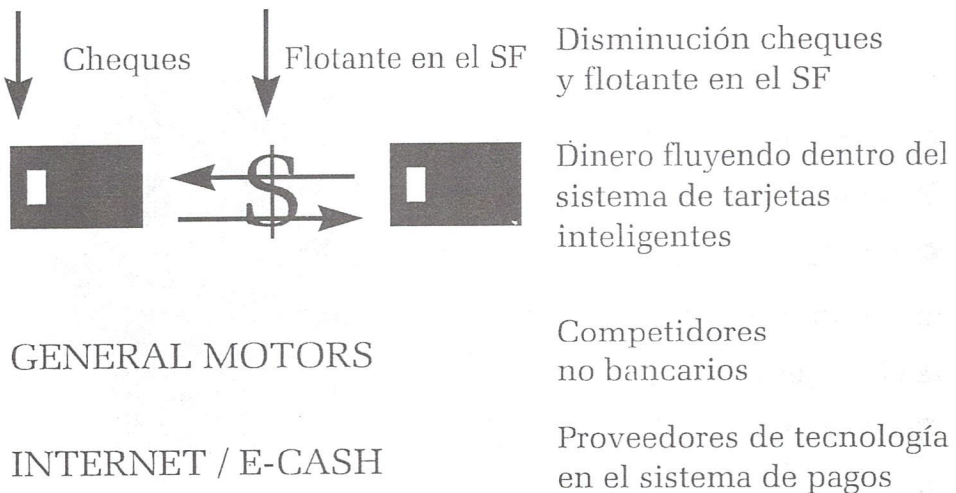 Cheques
Flotante en el SF
Disminución cheques
y flotante en el SF
$
Dinero fluyendo dentro del
sistema de tarjetas
inteligentes
GENERAL MOTORS
Competidores
no bancarios
INTERNET / E-CASH
Proveedores de tecnología
en el sistema de pagos